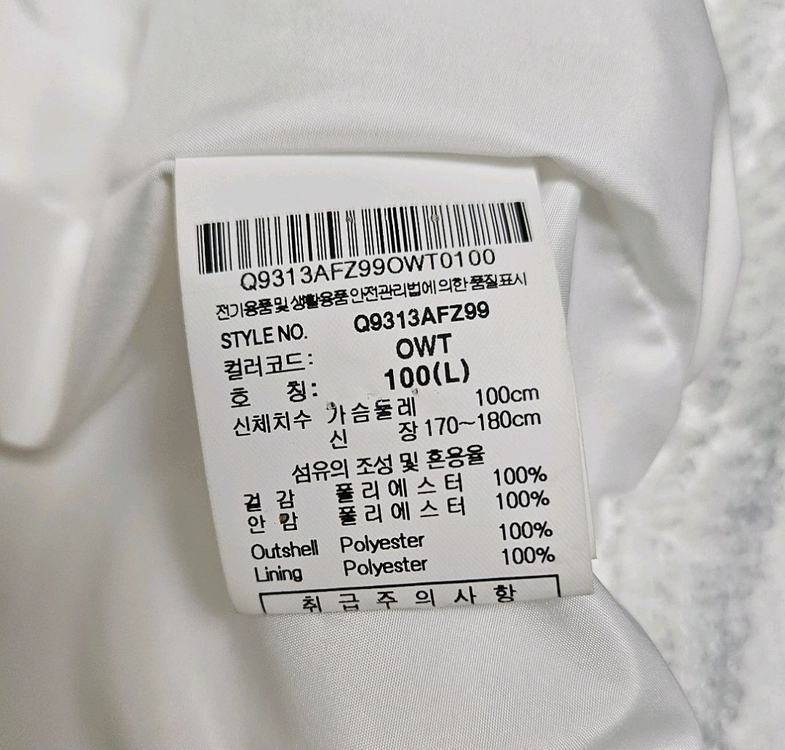 Q9313AFZ99OWT0100
전기용품 및 생활용품 안전관리법에 의한 품질표시
STYLE NO. Q9313AFZ99
컬러코드: OWT
호 칭: 100(L)
신체치수 가슴둘레 100cm
신 장 170~180cm
섬유의 조성 및 혼용율
겉 감 폴리에스터 100%
안 감 폴리에스터 100%
Outshell Polyester 100%
Lining Polyester 100%
취급주의사항